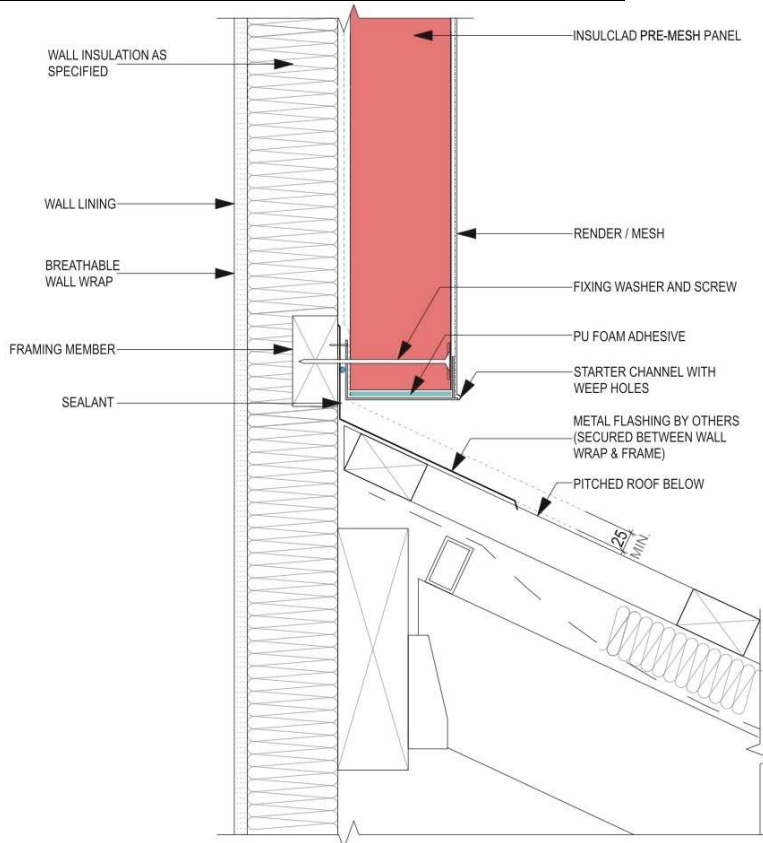 WALL INSULATION AS
SPECIFIED
WALL LINING
BREATHABLE
WALL WRAP
FRAMING MEMBER
SEALANT
INSULCLAD PRE-MESH PANEL
RENDER / MESH
FIXING WASHER AND SCREW
PU FOAM ADHESIVE
STARTER CHANNEL WITH
WEEP HOLES
METAL FLASHING BY OTHERS
(SECURED BETWEEN WALL
WRAP & FRAME)
PITCHED ROOF BELOW
25
MIN.